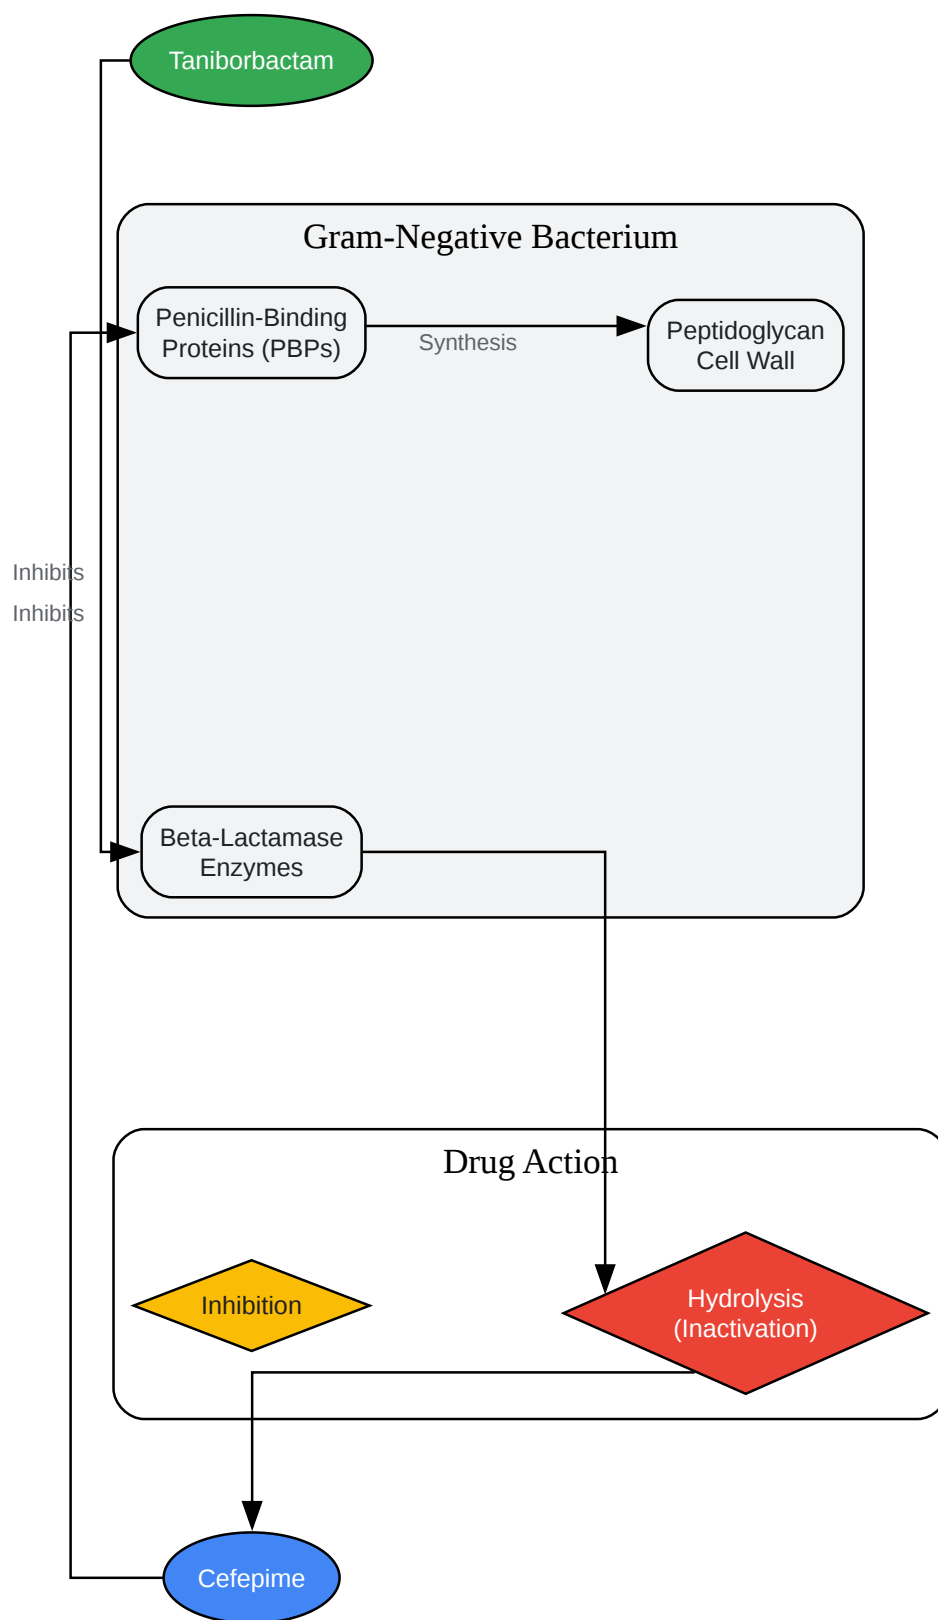 Taniborbactam
Gram-Negative Bacterium
Penicillin-Binding
Proteins (PBPs)
Synthesis
Peptidoglycan
Cell Wall
Inhibits
Inhibits
Beta-Lactamase
Enzymes
Drug Action
Inhibition
Hydrolysis
(Inactivation)
Cefepime